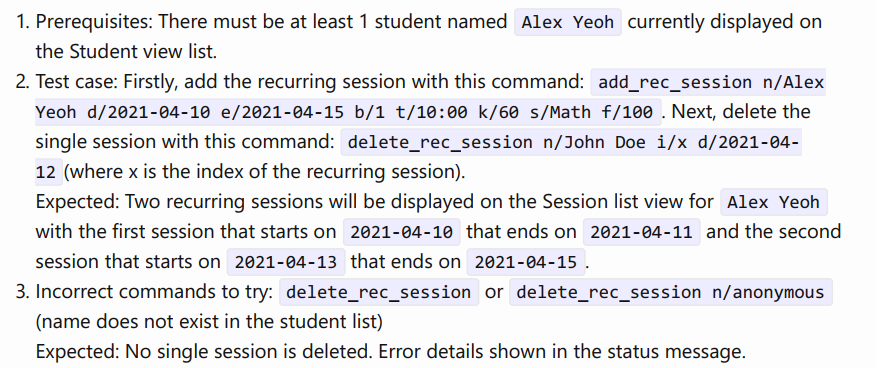 1. Prerequisites: There must be at least 1 student named Alex Yeoh currently displayed on
the Student view list.
2. Test case: Firstly, add the recurring session with this command: add_rec_session n/Alex
Yeoh d/2021-04-10 e/2021-04-15 b/1 t/10:00 k/60 s/Math f/100 . Next, delete the
single session with this command: delete_rec_session n/John Doe i/x d/2021-04-
12 (where x is the index of the recurring session).
Expected: Two recurring sessions will be displayed on the Session list view for Alex Yeoh
with the first session that starts on 2021-04-10 that ends on 2021-04-11 and the second
session that starts on 2021-04-13 that ends on 2021-04-15 .
3. Incorrect commands to try: delete_rec_session or delete_rec_session n/anonymous
(name does not exist in the student list)
Expected: No single session is deleted. Error details shown in the status message.